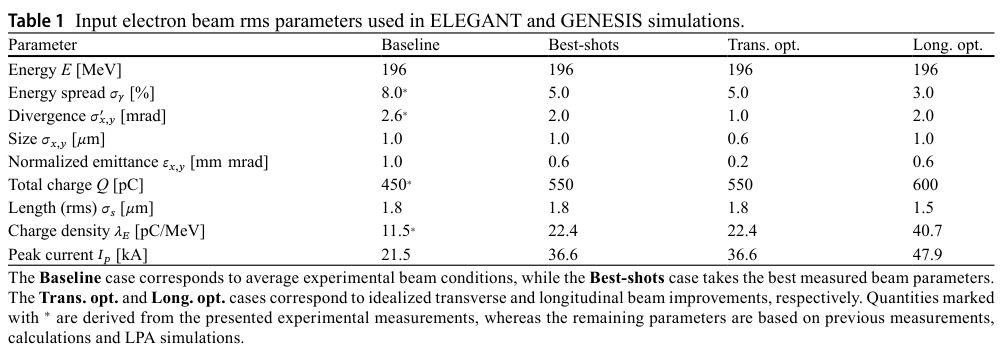 Table 1 Input electron beam rms parameters used in ELEGANT and GENESIS simulations.
Parameter Baseline Best-shots Trans. opt. Long. opt.
Energy E [MeV] 196 196 196 196
Energy spread σγ [%] 8.0* 5.0 5.0 3.0
Divergence σ′x,y [mrad] 2.6* 2.0 1.0 2.0
Size σx,y [μm] 1.0 1.0 0.6 1.0
Normalized emittance εx,y [mm mrad] 1.0 0.6 0.2 0.6
Total charge Q [pC] 450* 550 550 600
Length (rms) σs [μm] 1.8 1.8 1.8 1.5
Charge density λE [pC/MeV] 11.5* 22.4 22.4 40.7
Peak current Ip [kA] 21.5 36.6 36.6 47.9
The Baseline case corresponds to average experimental beam conditions, while the Best-shots case takes the best measured beam parameters.
The Trans. opt. and Long. opt. cases correspond to idealized transverse and longitudinal beam improvements, respectively. Quantities marked
with * are derived from the presented experimental measurements, whereas the remaining parameters are based on previous measurements,
calculations and LPA simulations.